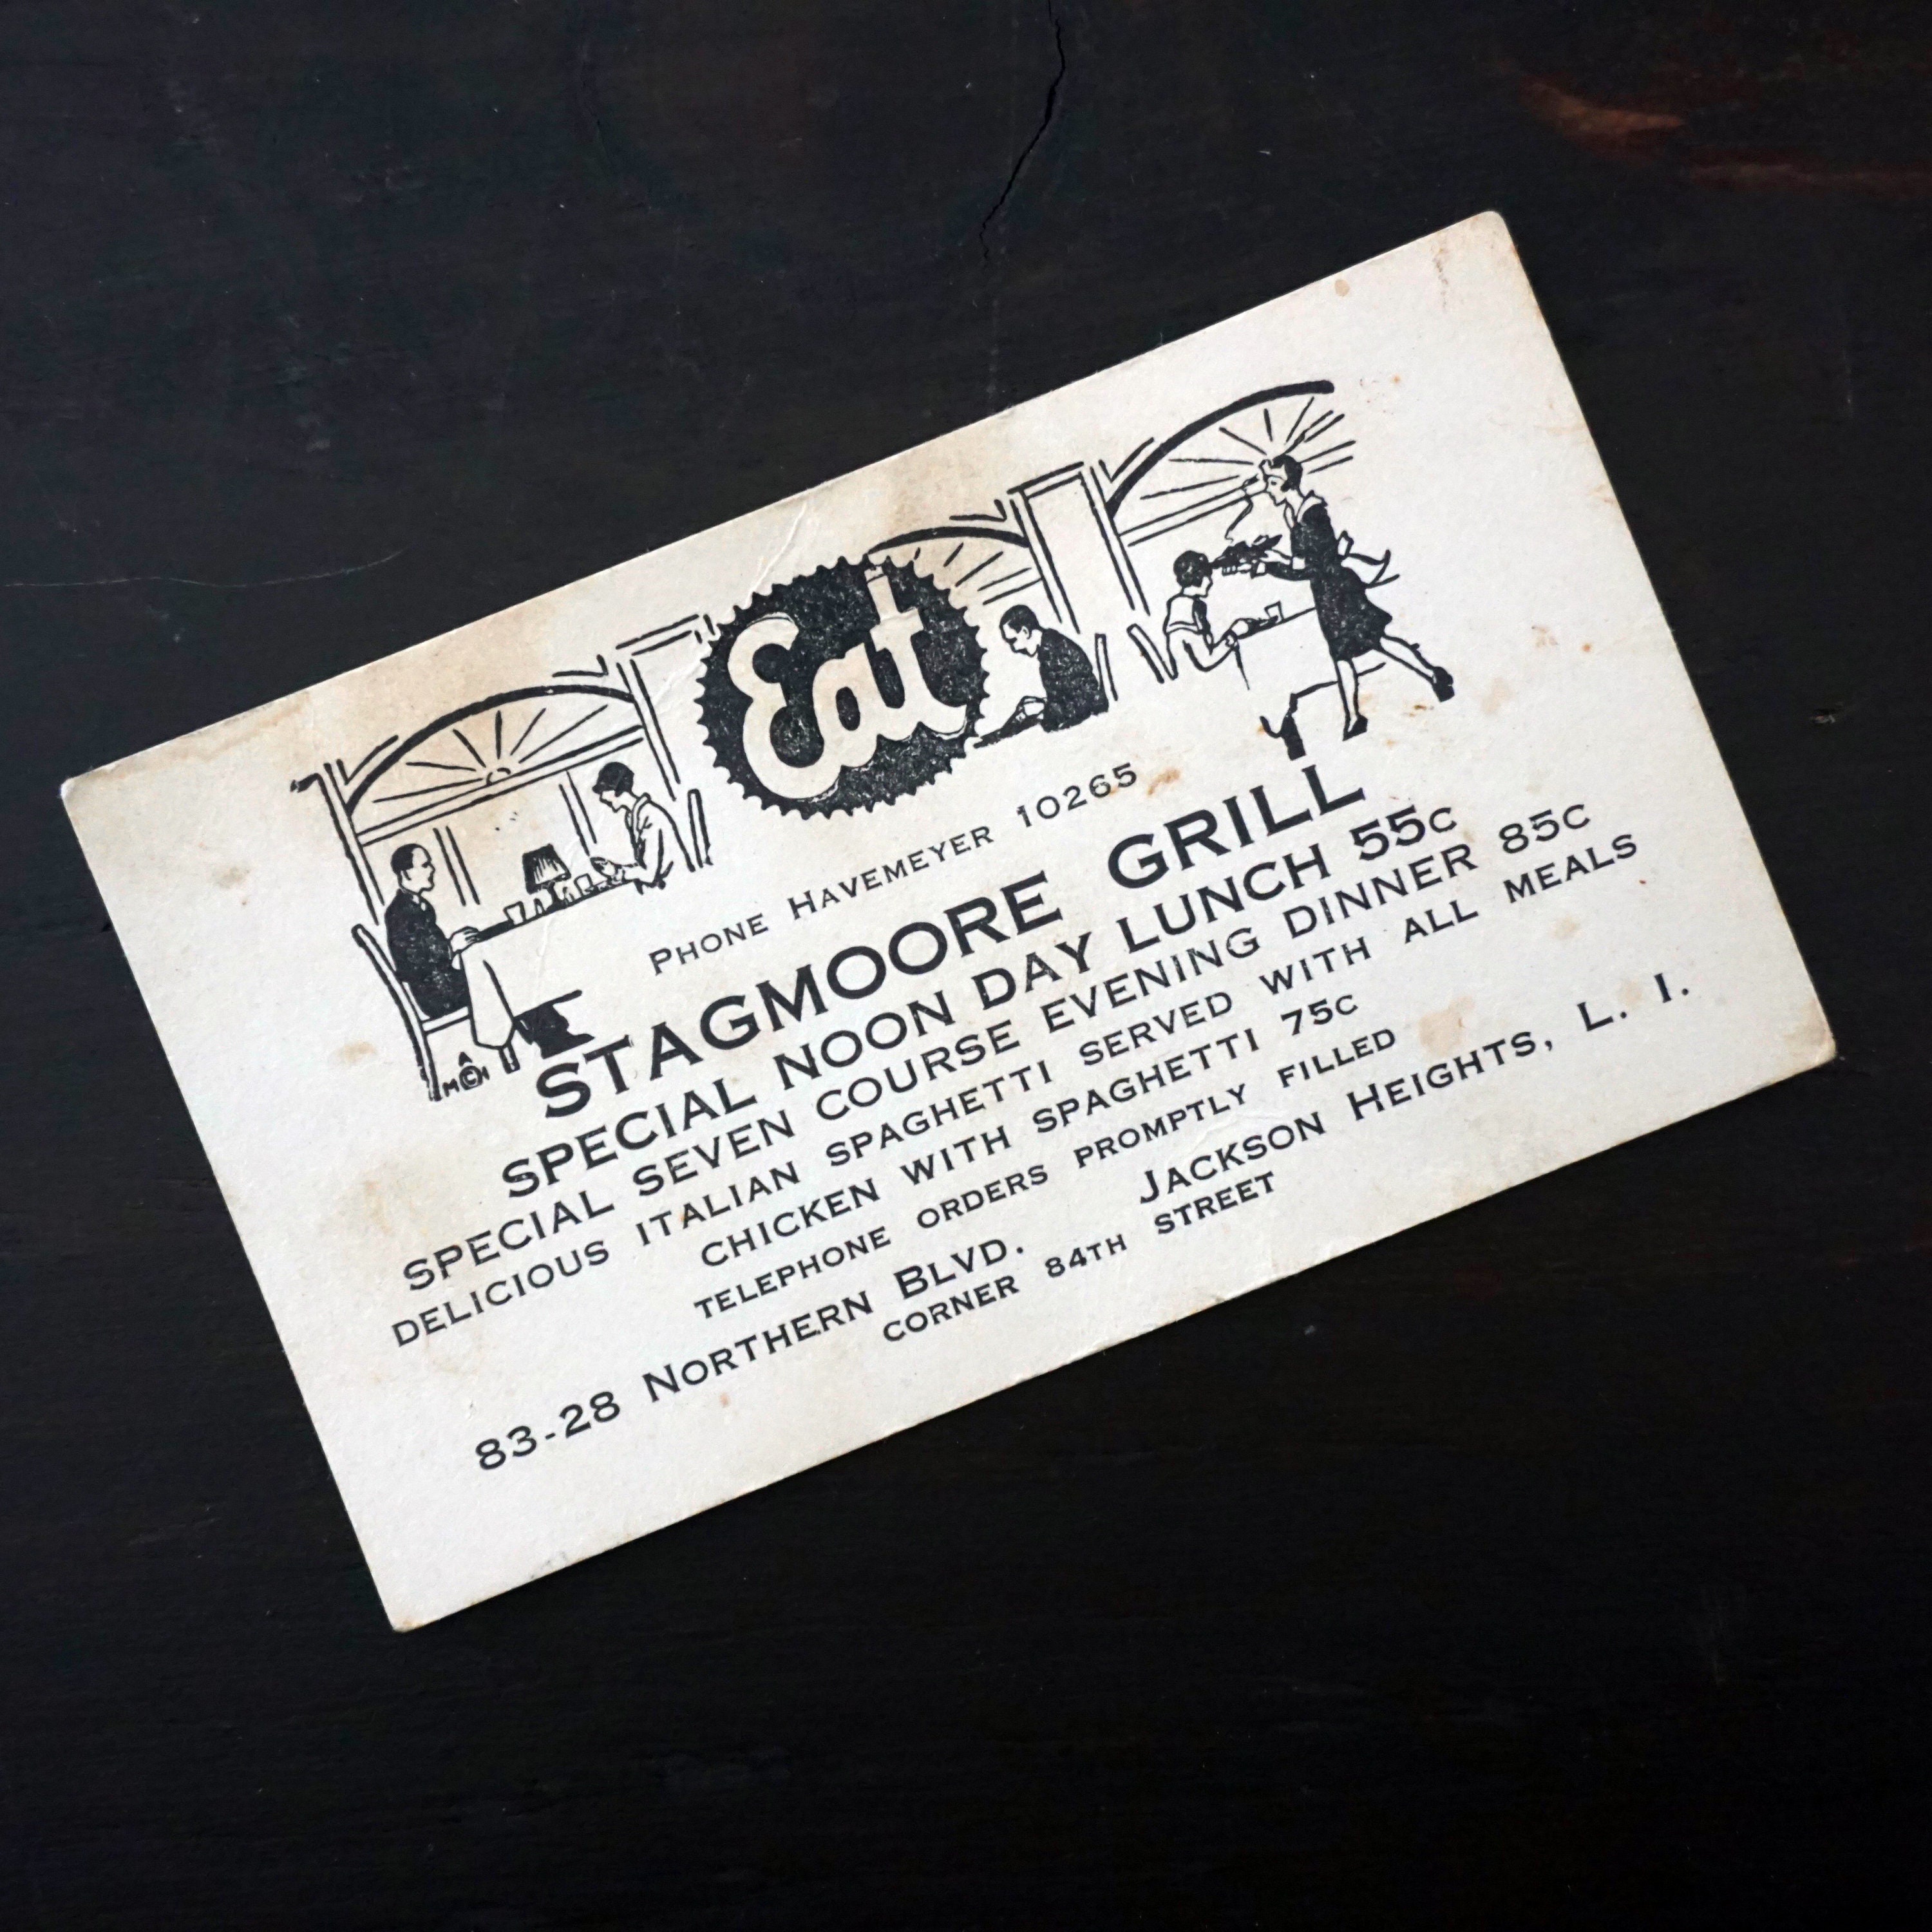 Eat
PHONE HAVEMEYER 10265
STAGMOORE GRILL
SPECIAL NOON DAY LUNCH 55C
SPECIAL SEVEN COURSE EVENING DINNER 85C
DELICIOUS ITALIAN SPAGHETTI SERVED WITH ALL MEALS
CHICKEN WITH SPAGHETTI 75C
TELEPHONE ORDERS PROMPTLY FILLED
83-28 NORTHERN BLVD. JACKSON HEIGHTS, L. I.
CORNER 84TH STREET